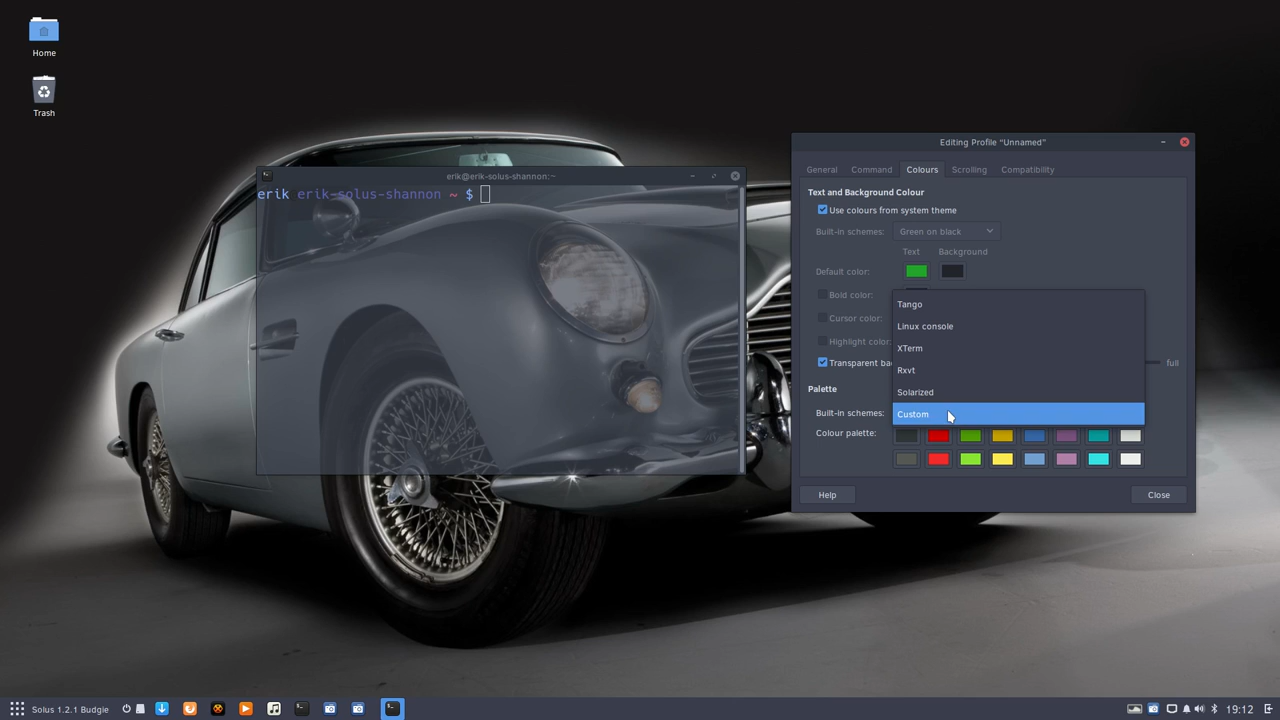 Home
Trash
erik@erik-solus-shannon:~
erik erik-solus-shannon ~ $
Editing Profile "Unnamed"
General Command Colours Scrolling Compatibility
Text and Background Colour
Use colours from system theme
Built-in schemes: Green on black
Text Background
Default color:
Bold color:
Cursor color:
Highlight color:
Transparent bac full
Tango
Linux console
XTerm
Rxvt
Solarized
Custom
Palette
Built-in schemes:
Colour palette:
Help Close
Solus 1.2.1 Budgie 19:12